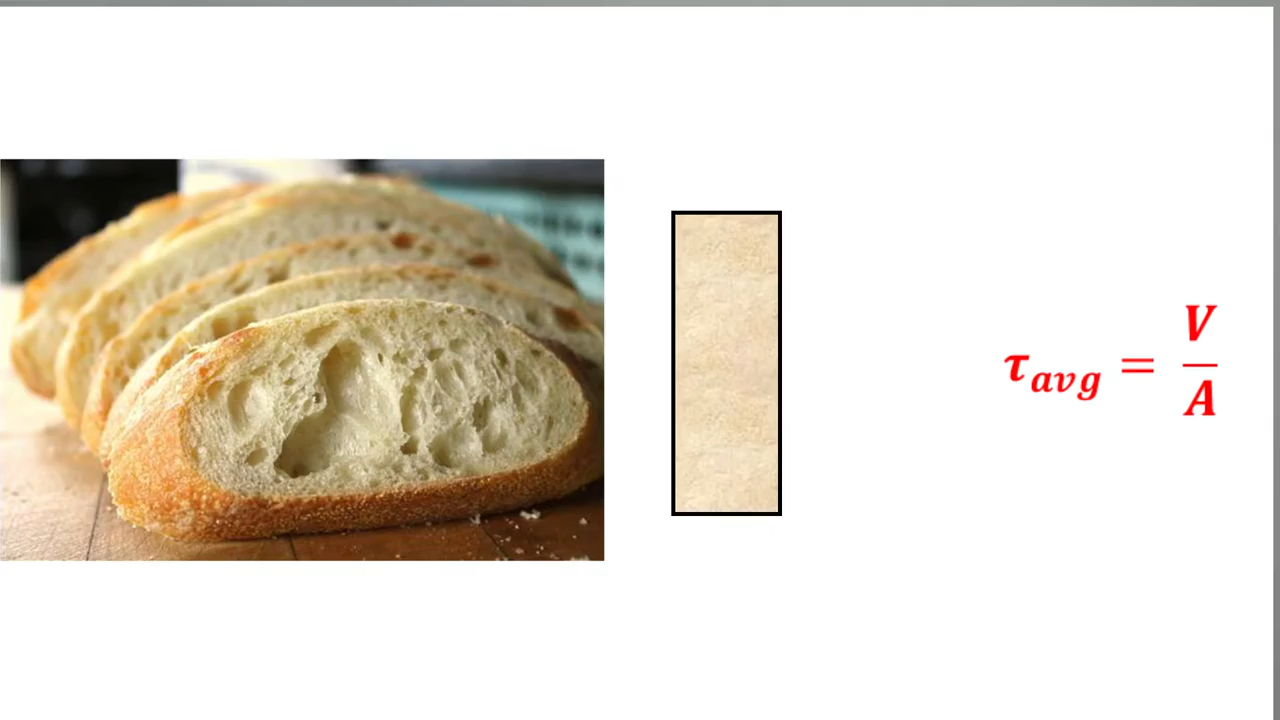 τ_avg = V/A